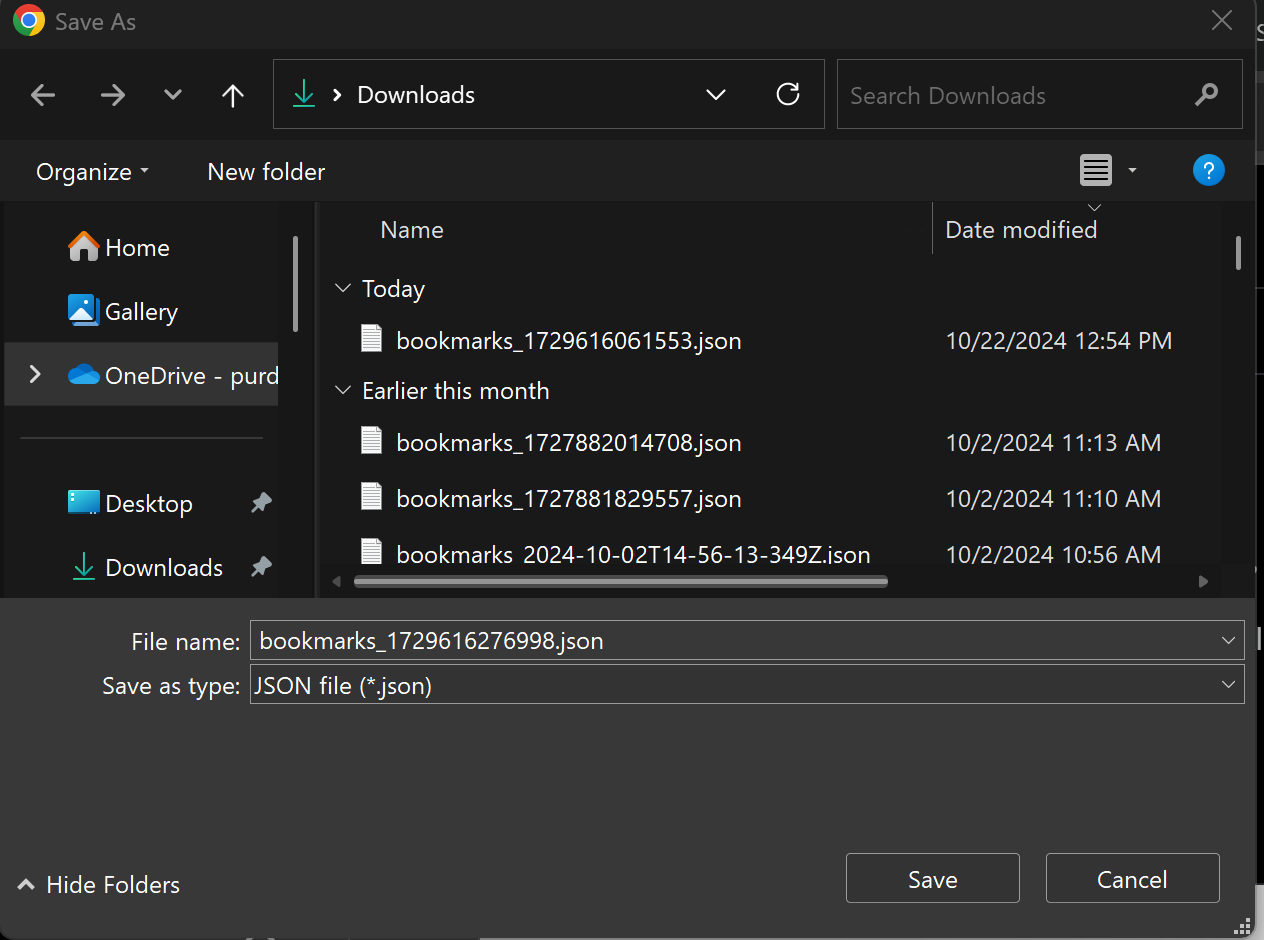 Save As
Downloads
Search Downloads
Organize
New folder
?
Home
Gallery
OneDrive - purd
Desktop
Downloads
Name
Date modified
Today
bookmarks_1729616061553.json 10/22/2024 12:54 PM
Earlier this month
bookmarks_1727882014708.json 10/2/2024 11:13 AM
bookmarks_1727881829557.json 10/2/2024 11:10 AM
bookmarks_2024-10-02T14-56-13-349Z.json 10/2/2024 10:56 AM
File name: bookmarks_1729616276998.json
Save as type: JSON file (*.json)
Hide Folders
Save
Cancel